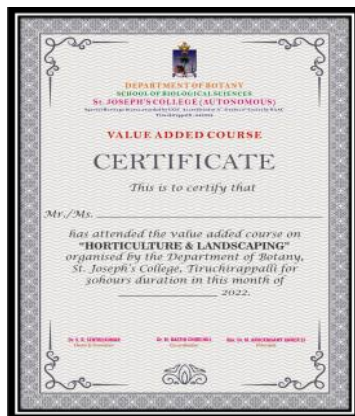 DEPARTMENT OF BOTANY
SCHOOL OF BIOLOGICAL SCIENCES
St. JOSEPH'S COLLEGE (AUTONOMOUS)
Tiruchirappalli
VALUE ADDED COURSE
CERTIFICATE
This is to certify that
Mr./Ms.
has attended the value added course on
"HORTICULTURE & LANDSCAPING"
organised by the Department of Botany,
St. Joseph's College, Tiruchirappalli for
30hours duration in this month of
2022.